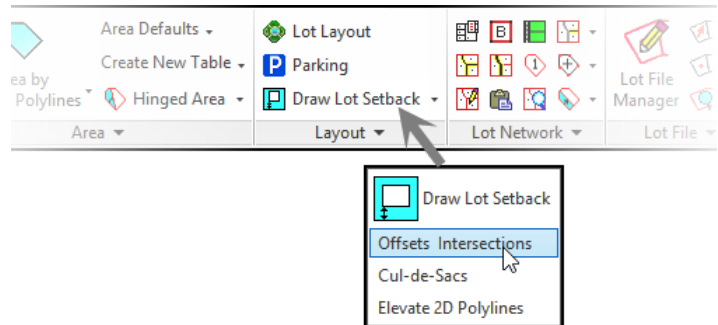 Area Defaults
Create New Table
ea by
Polylines
Hinged Area
Area
Lot Layout
P Parking
Draw Lot Setback
Layout
B
1
Lot Network
Lot File
Manager
Lot File
Draw Lot Setback
Offsets Intersections
Cul-de-Sacs
Elevate 2D Polylines